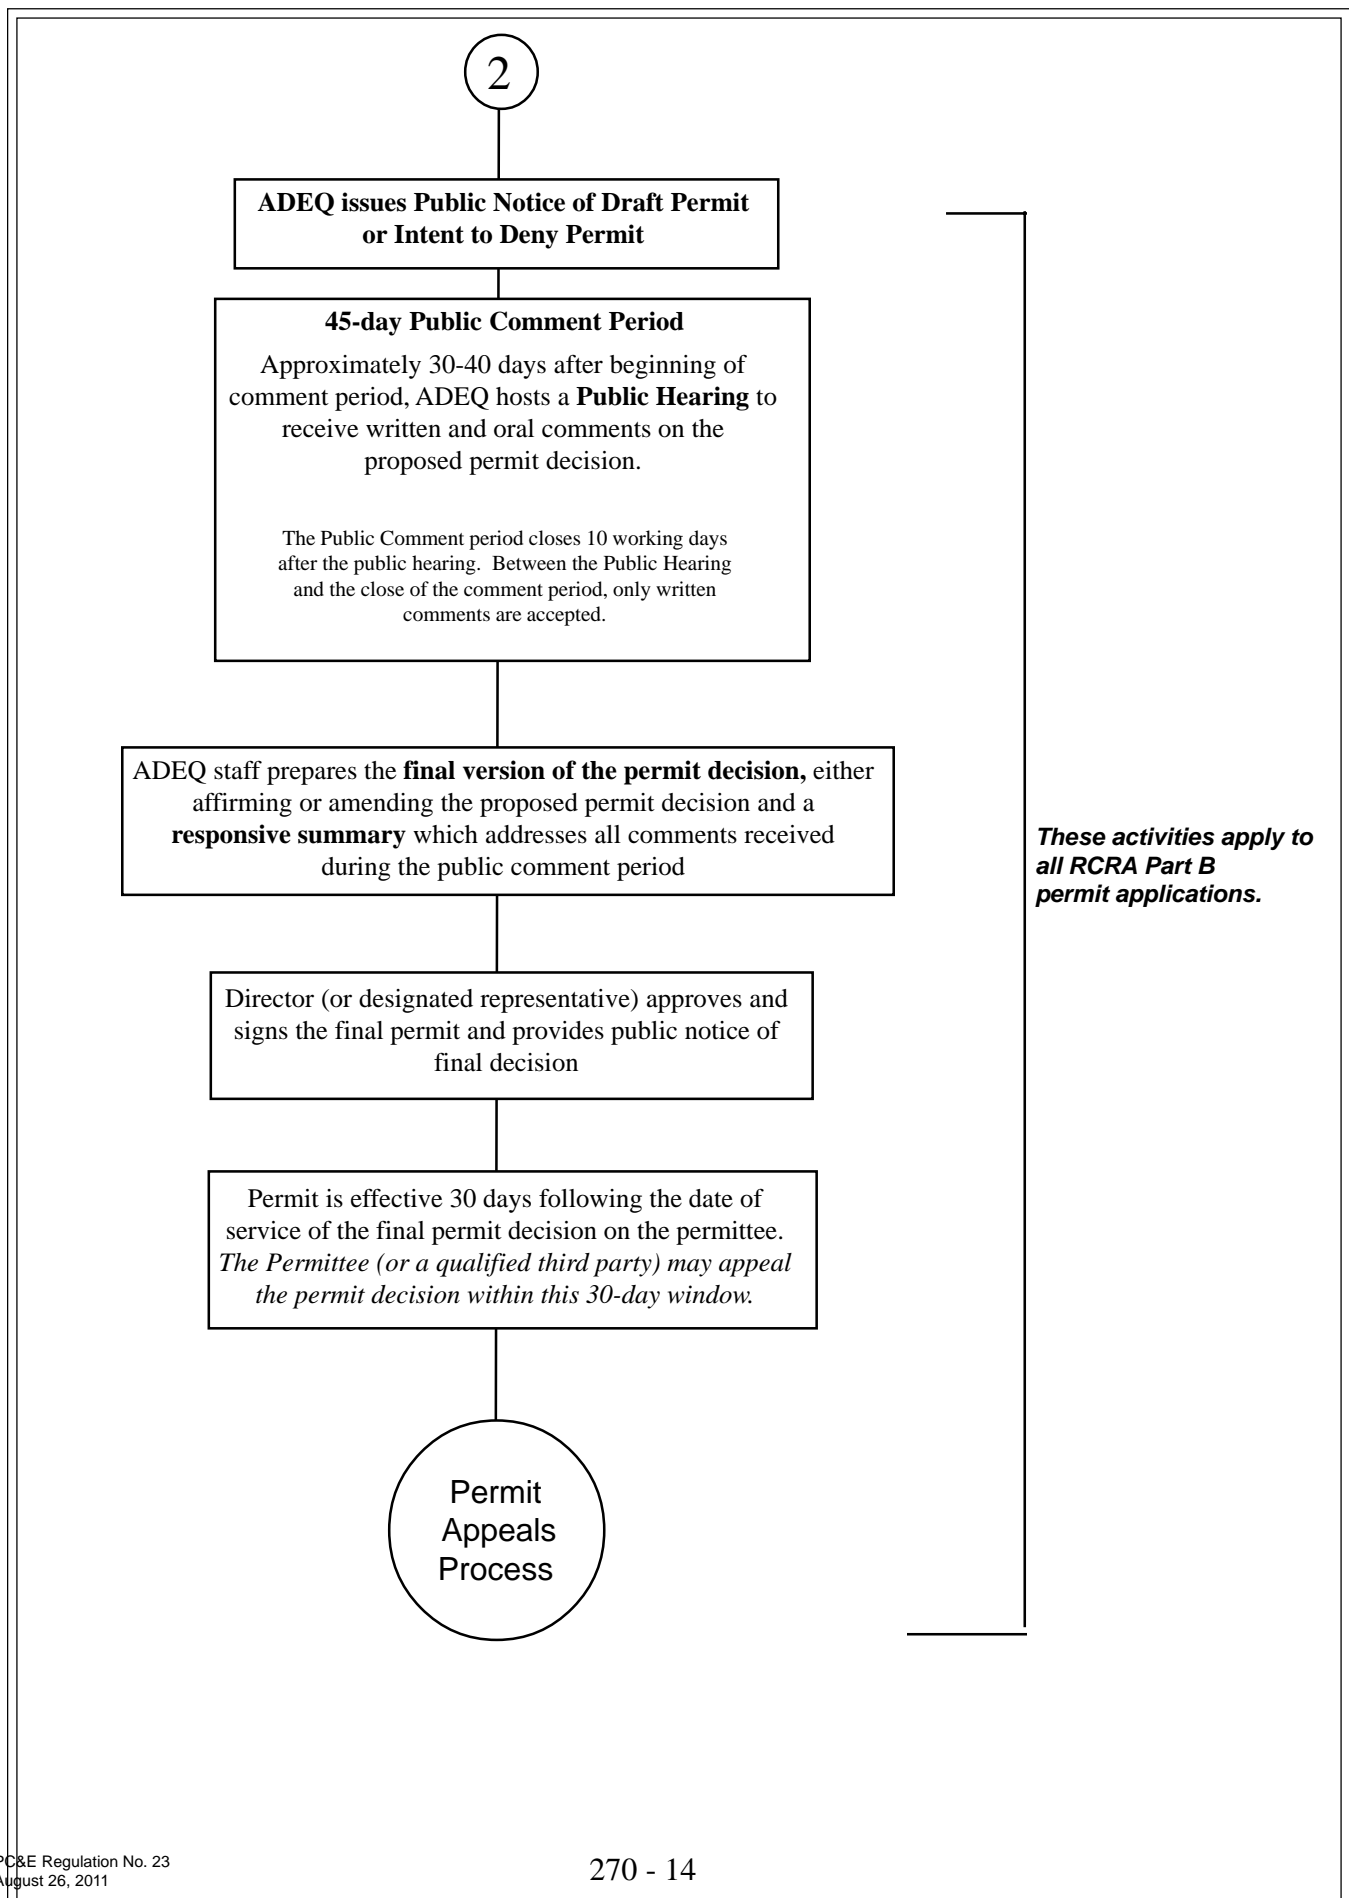 2
ADEQ issues Public Notice of Draft Permit
or Intent to Deny Permit
45-day Public Comment Period
Approximately 30-40 days after beginning of
comment period, ADEQ hosts a Public Hearing to
receive written and oral comments on the
proposed permit decision.
The Public Comment period closes 10 working days
after the public hearing.  Between the Public Hearing
and the close of the comment period, only written
comments are accepted.
ADEQ staff prepares the final version of the permit decision, either
affirming or amending the proposed permit decision and a
responsive summary which addresses all comments received
during the public comment period
These activities apply to
all RCRA Part B
permit applications.
Director (or designated representative) approves and
signs the final permit and provides public notice of
final decision
Permit is effective 30 days following the date of
service of the final permit decision on the permittee.
The Permittee (or a qualified third party) may appeal
the permit decision within this 30-day window.
Permit
Appeals
Process
PC&E Regulation No. 23
August 26, 2011
270 - 14